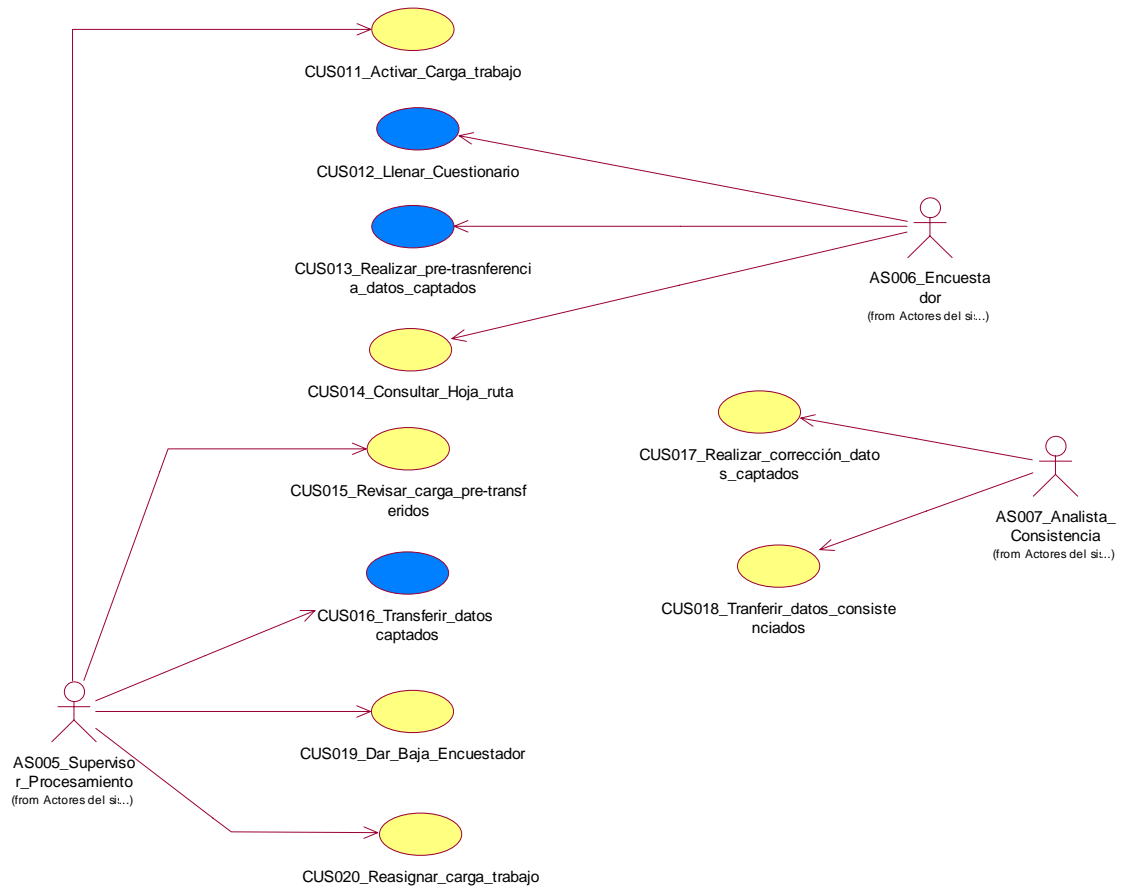 CUS011_Activar_Carga_trabajo
CUS012_Llenar_Cuestionario
CUS013_Realizar_pre-trasnferenci
a_datos_captados
AS006_Encuesta
dor
(from Actores del si:...)
CUS014_Consultar_Hoja_ruta
CUS017_Realizar_corrección_dato
s_captados
CUS015_Revisar_carga_pre-transf
eridos
AS007_Analista_
Consistencia
(from Actores del si:...)
CUS016_Transferir_datos
captados
CUS018_Tranferir_datos_consiste
nciados
CUS019_Dar_Baja_Encuestador
AS005_Superviso
r_Procesamiento
(from Actores del si:...)
CUS020_Reasignar_carga_trabajo